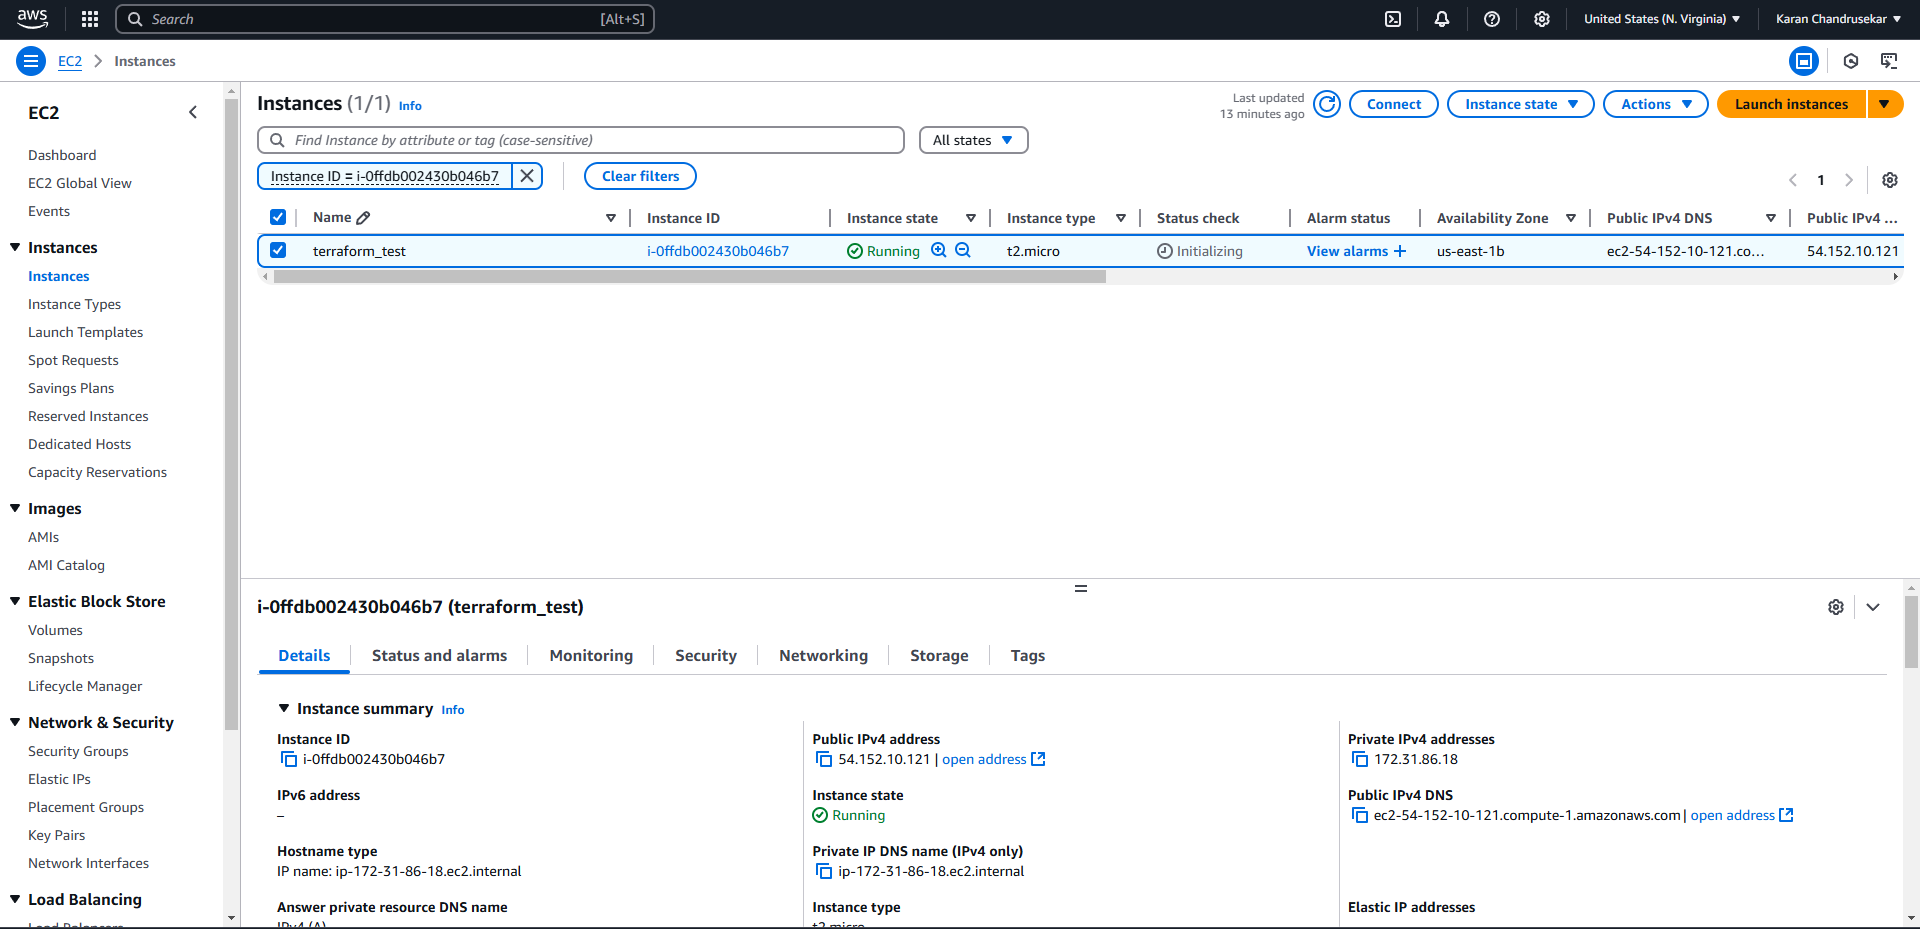 aws
Search [Alt+S]
United States (N. Virginia)
Karan Chandrusekar
EC2 Instances
EC2
Dashboard
EC2 Global View
Events
Instances
Instances
Instance Types
Launch Templates
Spot Requests
Savings Plans
Reserved Instances
Dedicated Hosts
Capacity Reservations
Images
AMIs
AMI Catalog
Elastic Block Store
Volumes
Snapshots
Lifecycle Manager
Network & Security
Security Groups
Elastic IPs
Placement Groups
Key Pairs
Network Interfaces
Load Balancing
Load Balancers
Instances (1/1) Info
Last updated
13 minutes ago
Connect
Instance state
Actions
Launch instances
Find Instance by attribute or tag (case-sensitive)
All states
Instance ID = i-0ffdb002430b046b7
Clear filters
1
Name Instance ID Instance state Instance type Status check Alarm status Availability Zone Public IPv4 DNS Public IPv4 ...
terraform_test i-0ffdb002430b046b7 Running t2.micro Initializing View alarms + us-east-1b ec2-54-152-10-121.co... 54.152.10.121
i-0ffdb002430b046b7 (terraform_test)
Details Status and alarms Monitoring Security Networking Storage Tags
Instance summary Info
Instance ID
i-0ffdb002430b046b7
Public IPv4 address
54.152.10.121 | open address
Private IPv4 addresses
172.31.86.18
IPv6 address
–
Instance state
Running
Public IPv4 DNS
ec2-54-152-10-121.compute-1.amazonaws.com | open address
Hostname type
IP name: ip-172-31-86-18.ec2.internal
Private IP DNS name (IPv4 only)
ip-172-31-86-18.ec2.internal
Answer private resource DNS name
IPv4 (A)
Instance type
t2.micro
Elastic IP addresses